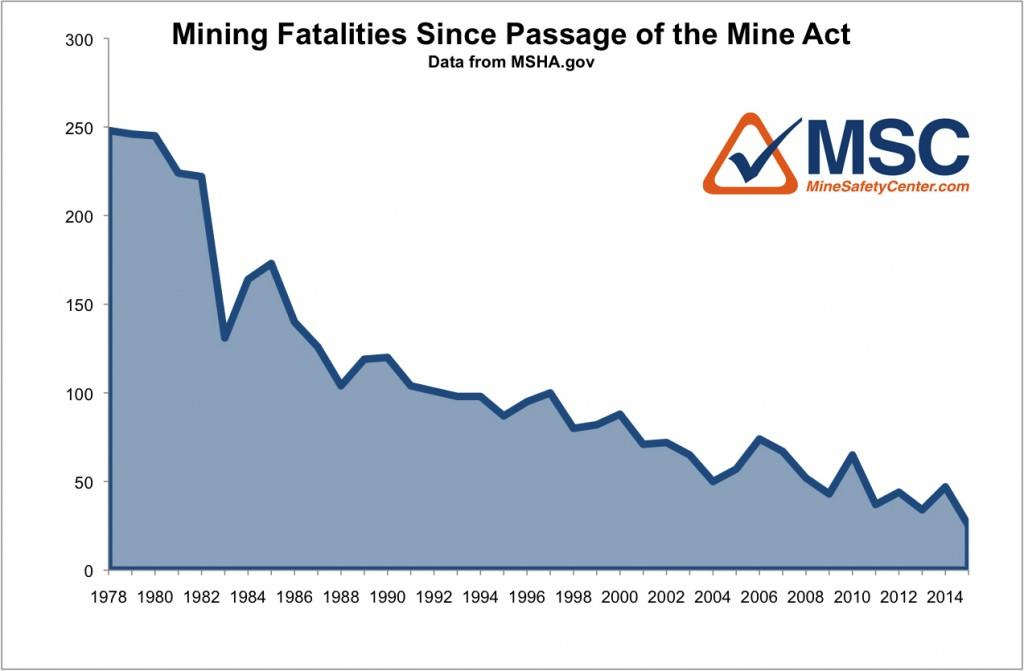 Mining Fatalities Since Passage of the Mine Act
Data from MSHA.gov
MSC
MineSafetyCenter.com
300
250
200
150
100
50
0
1978 1980 1982 1984 1986 1988 1990 1992 1994 1996 1998 2000 2002 2004 2006 2008 2010 2012 2014